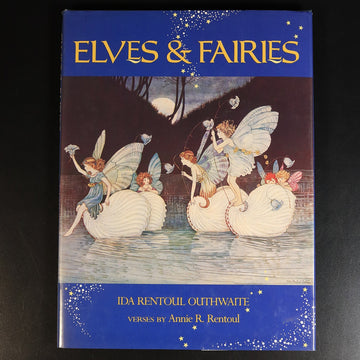 ELVES & FAIRIES
IDA RENTOUL OUTHWAITE
VERSES BY Annie R. Rentoul